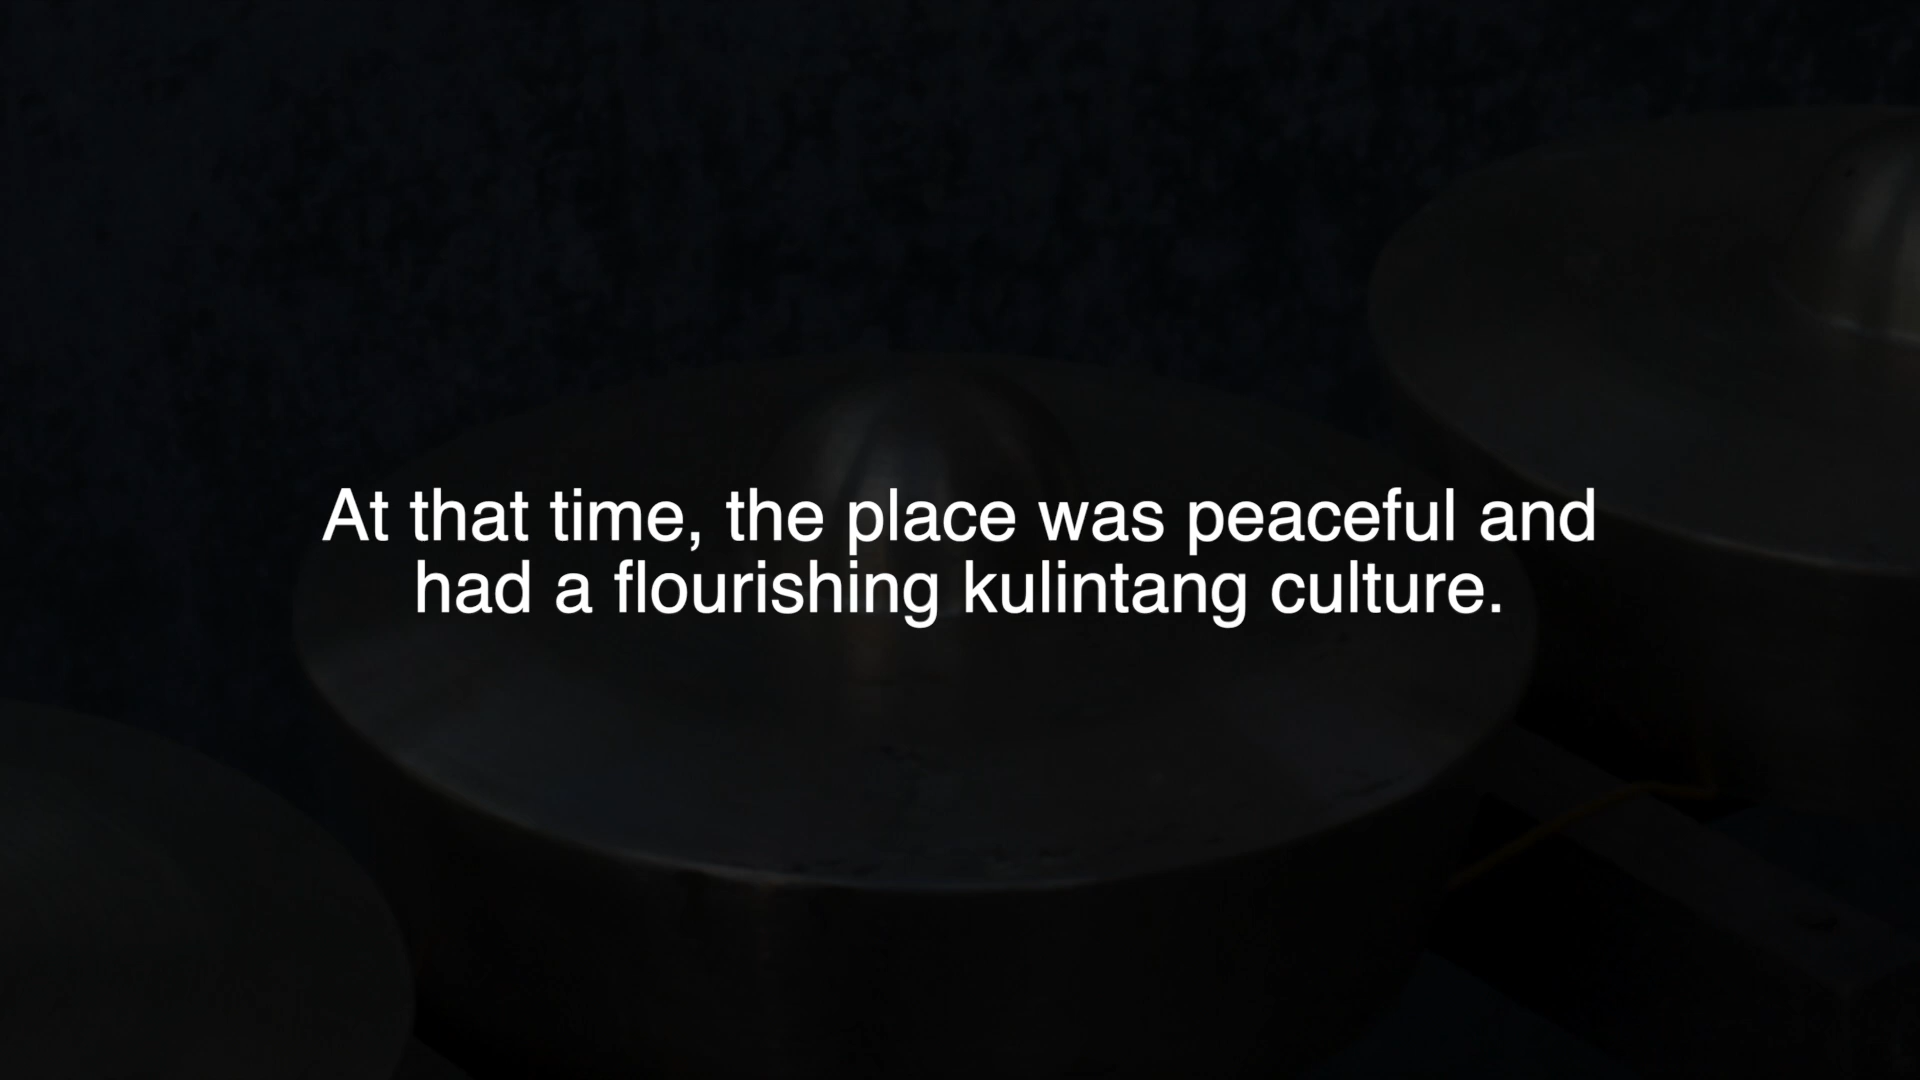 At that time, the place was peaceful and
had a flourishing kulintang culture.